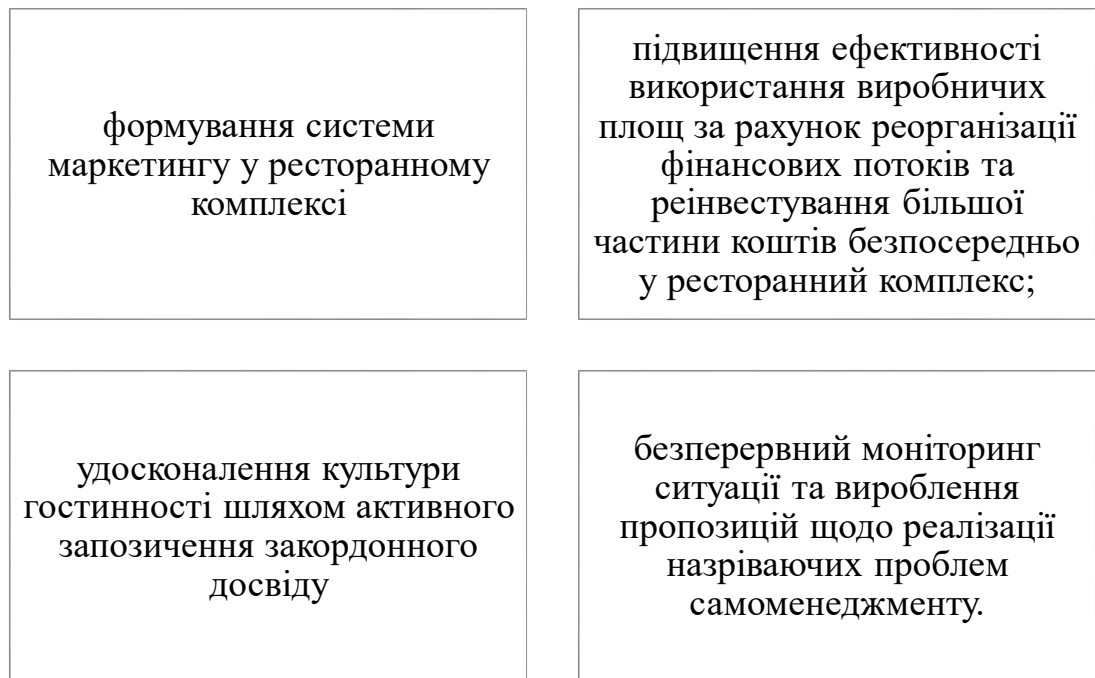 формування системи
маркетингу у ресторанному
комплексі
підвищення ефективності
використання виробничих
площ за рахунок реорганізації
фінансових потоків та
реінвестування більшої
частини коштів безпосередньо
у ресторанний комплекс;
удосконалення культури
гостинності шляхом активного
запозичення закордонного
досвіду
безперервний моніторинг
ситуації та вироблення
пропозицій щодо реалізації
назріваючих проблем
самоменеджменту.